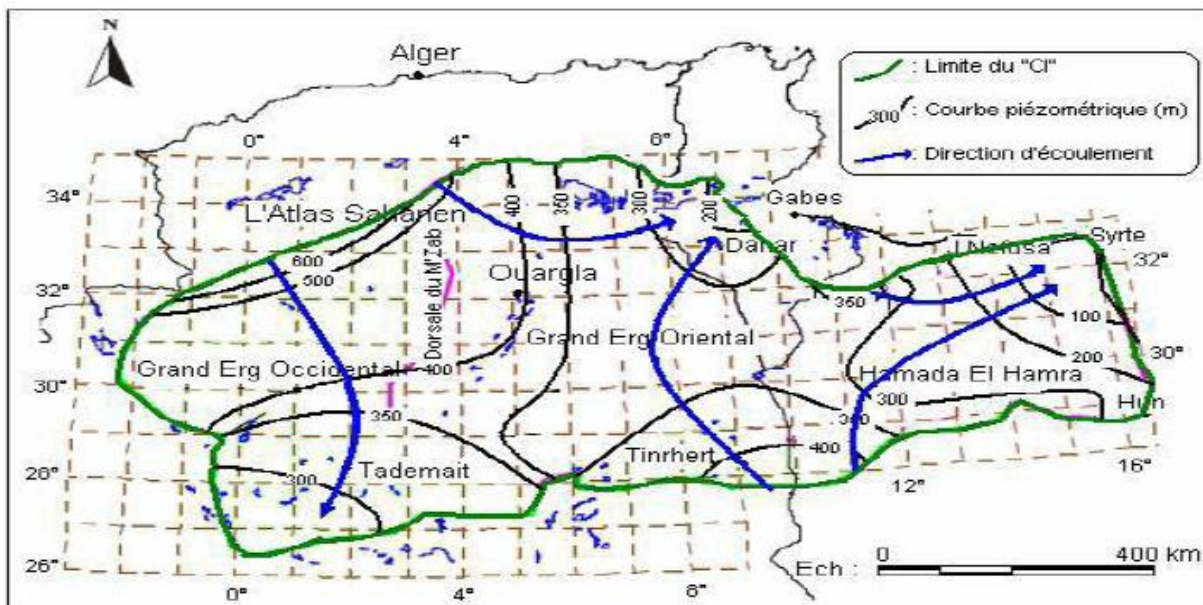 N
Alger
: Limite du "CI"
300 : Courbe piézométrique (m)
: Direction d'écoulement
0° 4° 6°
34°
L'Atlas Saharien
400 350 300 200
Gabes
Dahar
J.Nefusa Syrte
600
500
Dorsale du M'Zab
Ouargla
32° 350 32°
100
Grand Erg Oriental
200
30°
Grand Erg Occidental 400
30°
Hamada El Hamra
300
Hun
350
400
28° Tademait Tinrhert
300
12° 16°
26°
0° 4° 8°
0 400 km
Ech :